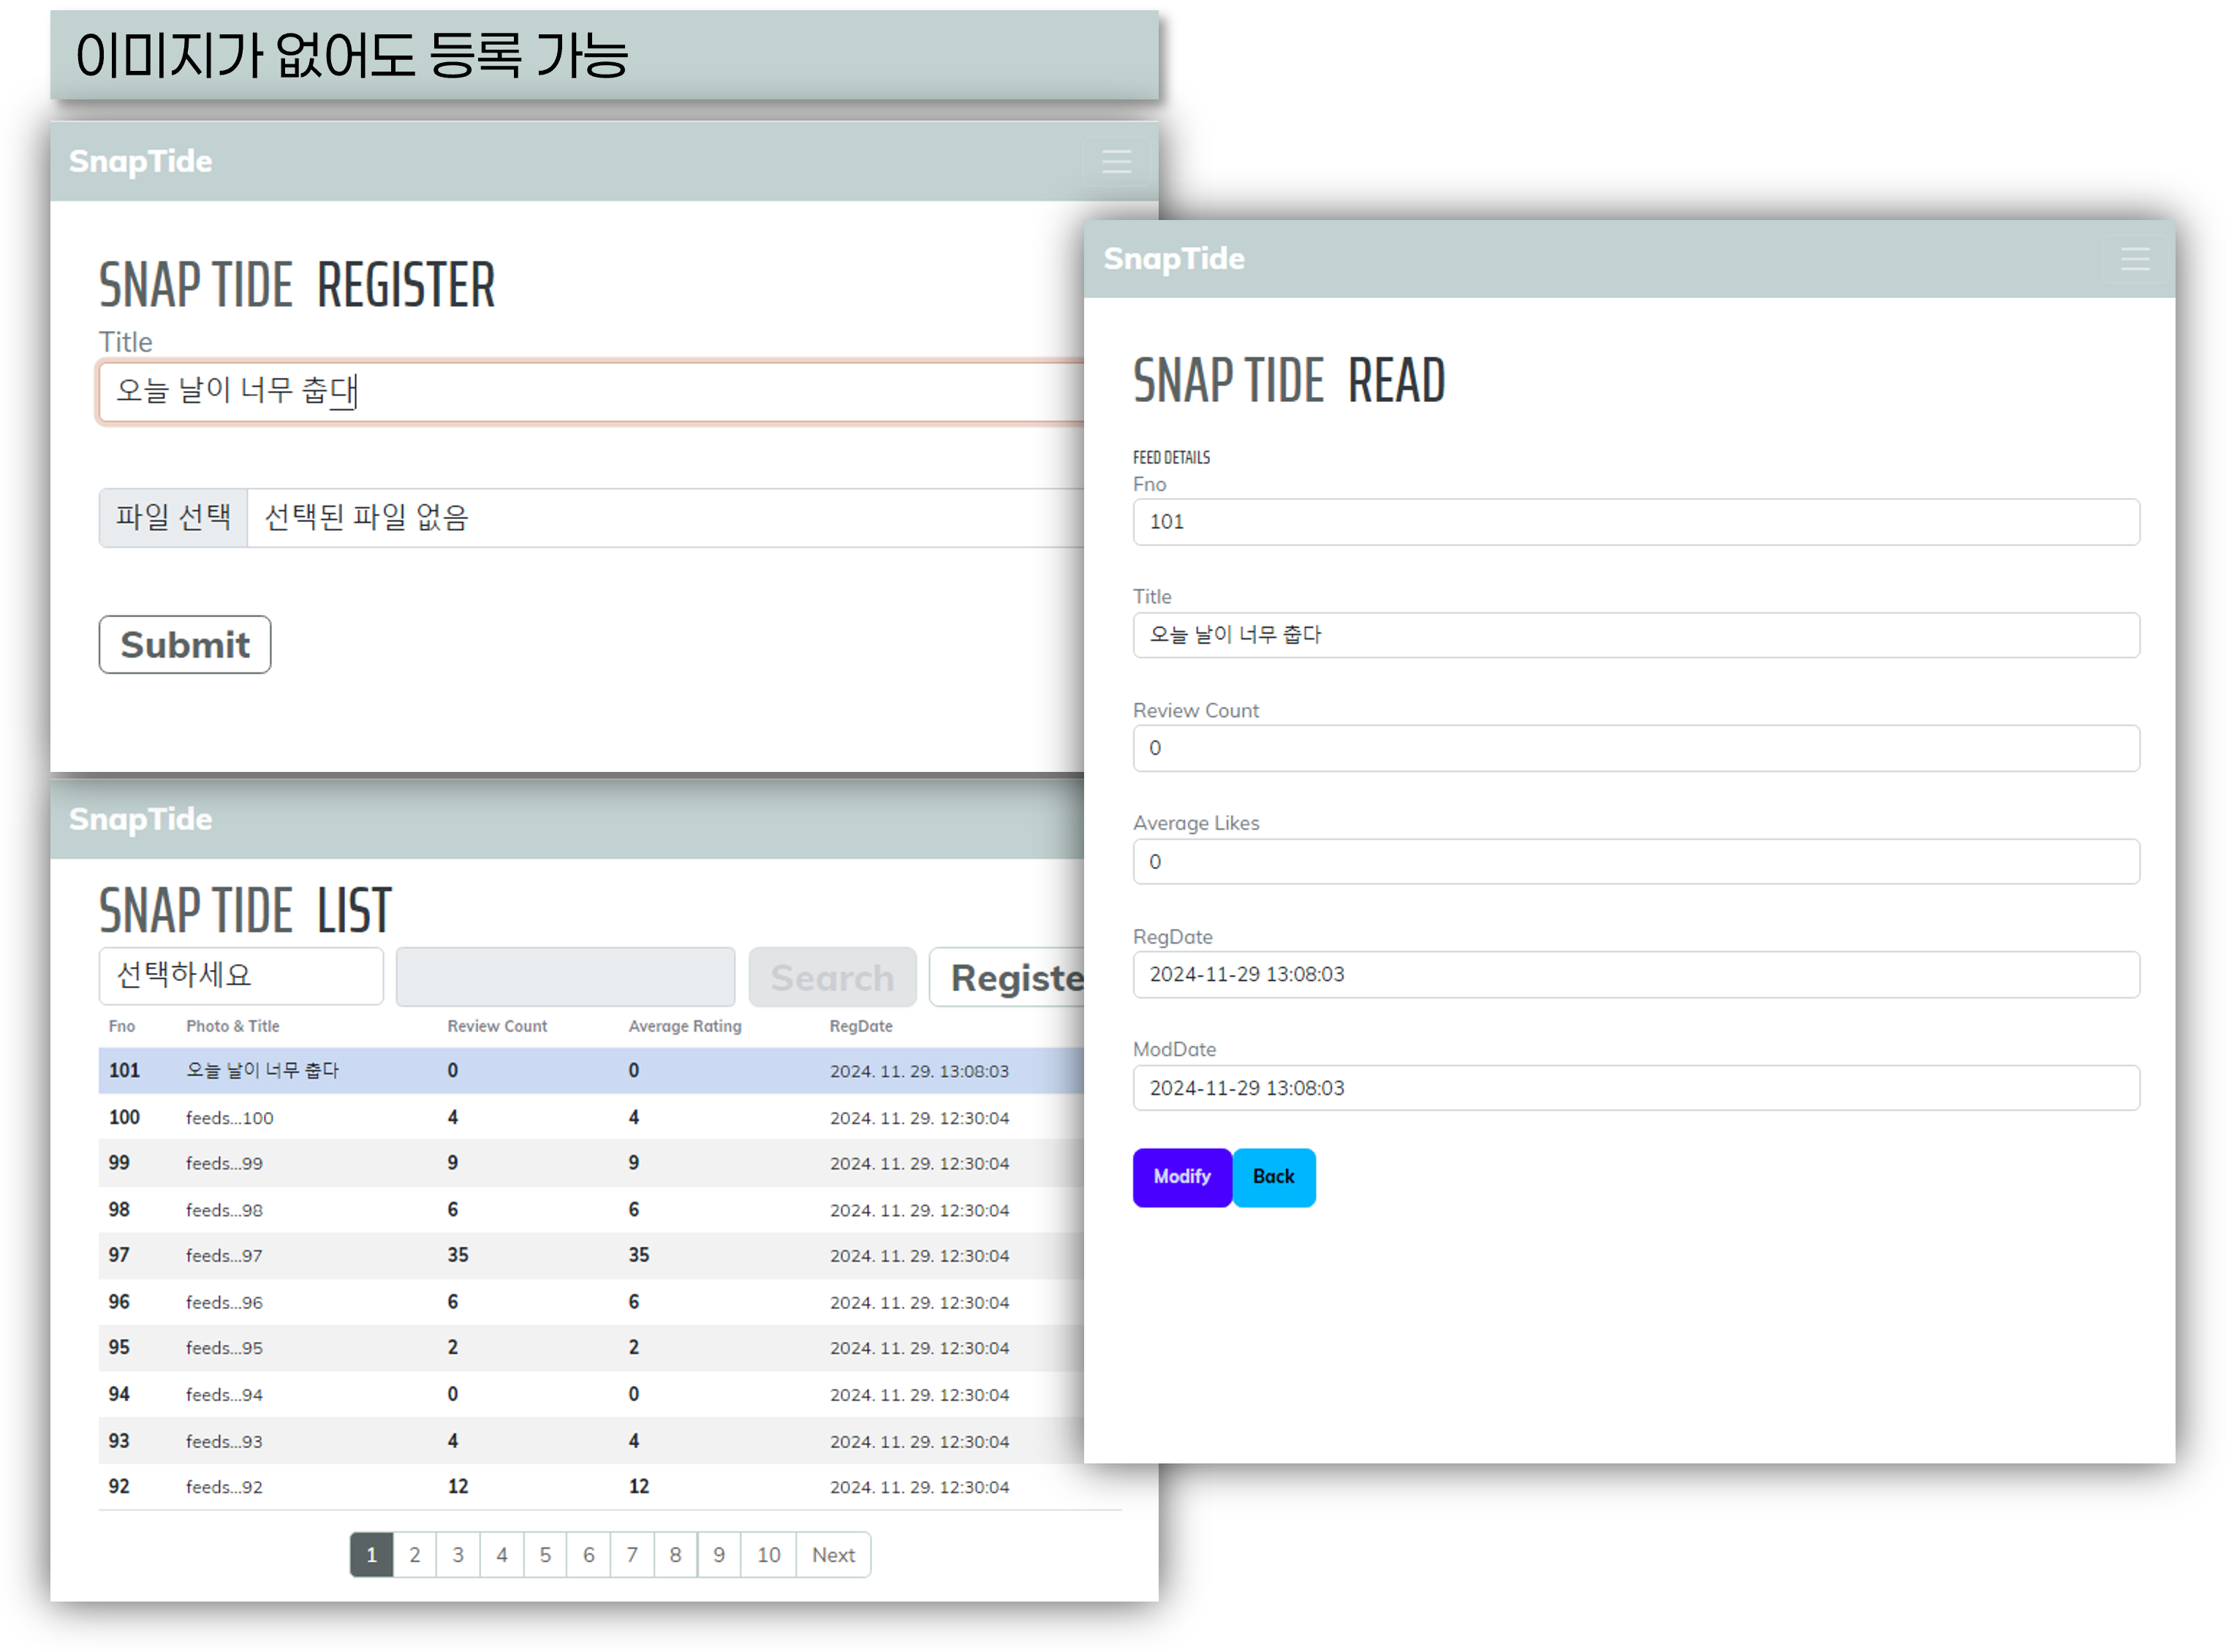 이미지가 없어도 등록 가능
SnapTide
SNAP TIDE REGISTER
Title
오늘 날이 너무 춥다
파일 선택 선택된 파일 없음
Submit
SnapTide
SNAP TIDE LIST
선택하세요 Search Registe
Fno Photo & Title Review Count Average Rating RegDate
101 오늘 날이 너무 춥다 0 0 2024. 11. 29. 13:08:03
100 feeds...100 4 4 2024. 11. 29. 12:30:04
99 feeds...99 9 9 2024. 11. 29. 12:30:04
98 feeds...98 6 6 2024. 11. 29. 12:30:04
97 feeds...97 35 35 2024. 11. 29. 12:30:04
96 feeds...96 6 6 2024. 11. 29. 12:30:04
95 feeds...95 2 2 2024. 11. 29. 12:30:04
94 feeds...94 0 0 2024. 11. 29. 12:30:04
93 feeds...93 4 4 2024. 11. 29. 12:30:04
92 feeds...92 12 12 2024. 11. 29. 12:30:04
1 2 3 4 5 6 7 8 9 10 Next
SnapTide
SNAP TIDE READ
FEED DETAILS
Fno
101
Title
오늘 날이 너무 춥다
Review Count
0
Average Likes
0
RegDate
2024-11-29 13:08:03
ModDate
2024-11-29 13:08:03
Modify Back